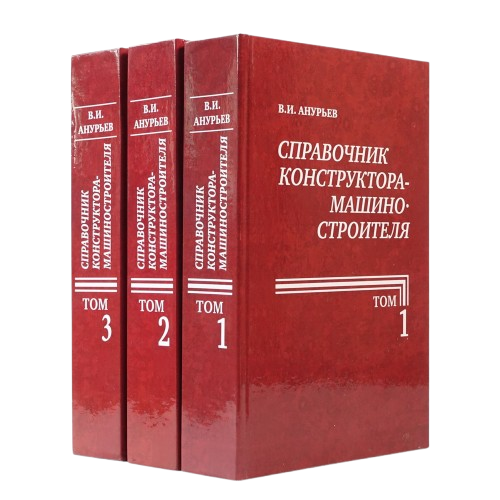 В.И.
АНУРЬЕВ
СПРАВОЧНИК
КОНСТРУКТОРА-
МАШИНОСТРОИТЕЛЯ
ТОМ
3
В.И.
АНУРЬЕВ
СПРАВОЧНИК
КОНСТРУКТОРА-
МАШИНОСТРОИТЕЛЯ
ТОМ
2
В.И.
АНУРЬЕВ
СПРАВОЧНИК
КОНСТРУКТОРА-
МАШИНОСТРОИТЕЛЯ
ТОМ
1
В.И. АНУРЬЕВ
СПРАВОЧНИК
КОНСТРУКТОРА-
МАШИНО-
СТРОИТЕЛЯ
ТОМ
1